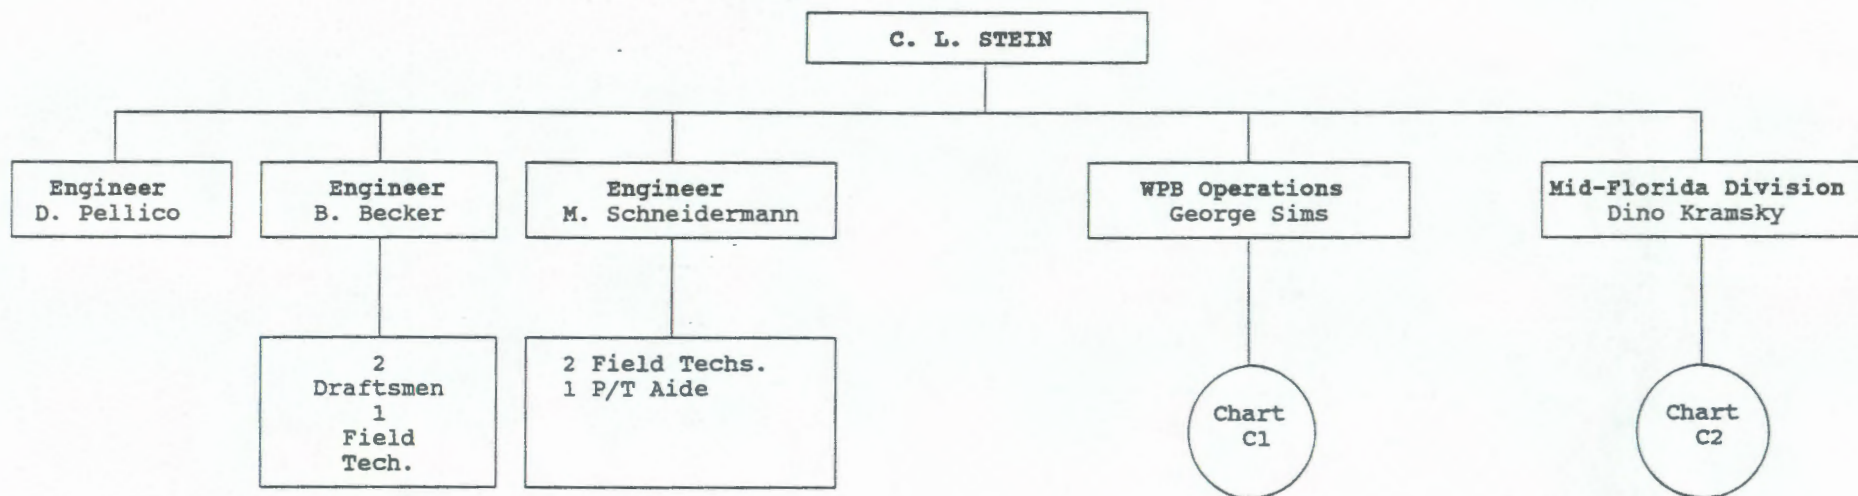 C. L. STEIN
Engineer
D. Pellico
Engineer
B. Becker
Engineer
M. Schneidermann
WPB Operations
George Sims
Mid-Florida Division
Dino Kramsky
2
Draftsmen
1
Field
Tech.
2 Field Techs.
1 P/T Aide
Chart
C1
Chart
C2